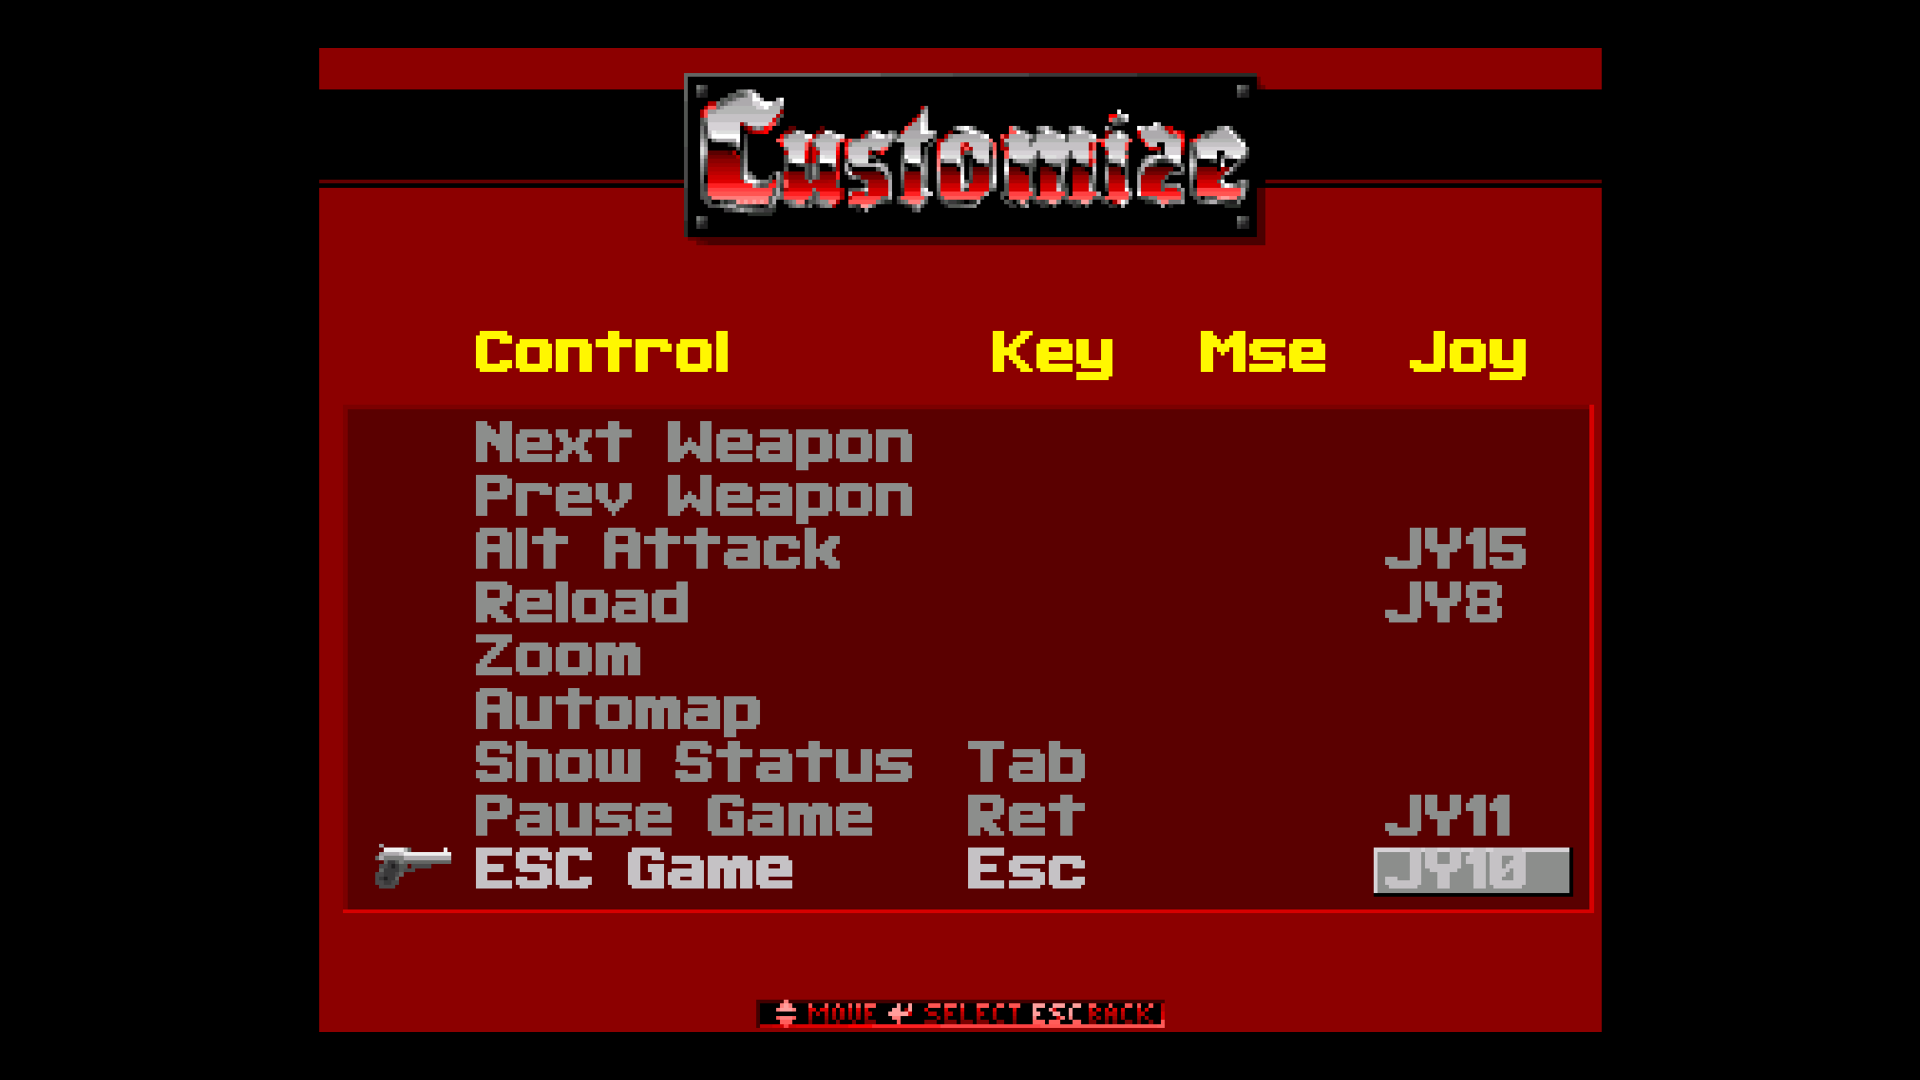 Customize
Control Key Mse Joy
Next Weapon
Prev Weapon
Alt Attack JY15
Reload JY8
Zoom
Automap
Show Status Tab
Pause Game Ret JY11
ESC Game Esc JY10
MOVE SELECT ESC BACK